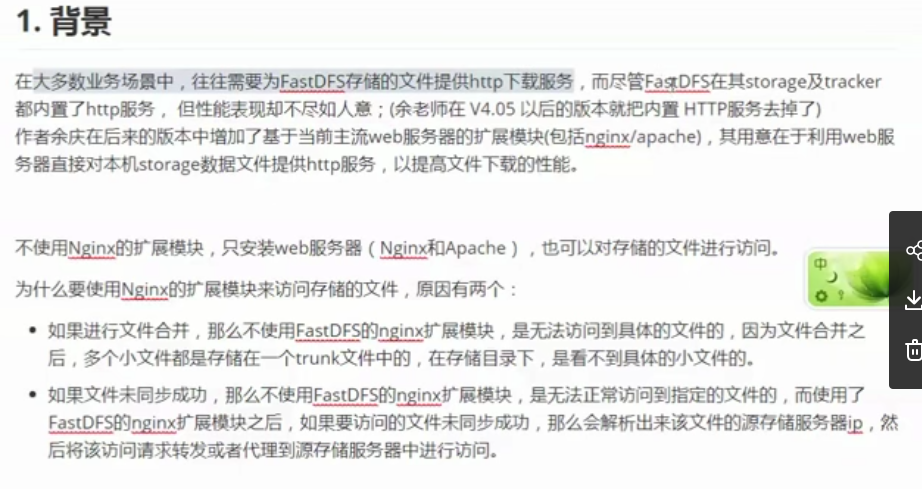 1. 背景
在大多数业务场景中，往往需要为FastDFS存储的文件提供http下载服务，而尽管FastDFS在其storage及tracker
都内置了http服务， 但性能表现却不尽如人意；(余老师在 V4.05 以后的版本就把内置 HTTP服务去掉了)
作者余庆在后来的版本中增加了基于当前主流web服务器的扩展模块(包括nginx/apache)，其用意在于利用web服
务器直接对本机storage数据文件提供http服务，以提高文件下载的性能。
不使用Nginx的扩展模块，只安装web服务器（Nginx和Apache），也可以对存储的文件进行访问。
中
为什么要使用Nginx的扩展模块来访问存储的文件，原因有两个：
• 如果进行文件合并，那么不使用FastDFS的nginx扩展模块，是无法访问到具体的文件的，因为文件合并之
后，多个小文件都是存储在一个trunk文件中的，在存储目录下，是看不到具体的小文件的。
• 如果文件未同步成功，那么不使用FastDFS的nginx扩展模块，是无法正常访问到指定的文件的，而使用了
FastDFS的nginx扩展模块之后，如果要访问的文件未同步成功，那么会解析出来该文件的源存储服务器ip，然
后将该访问请求转发或者代理到源存储服务器中进行访问。